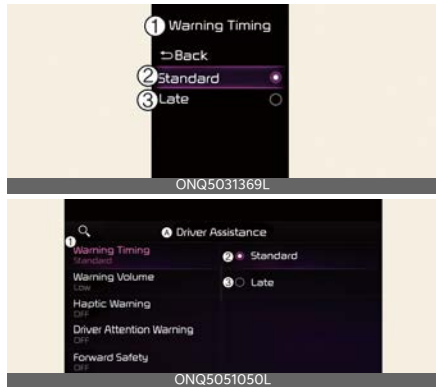 ① Warning Timing
Back
② Standard
③ Late
ONQ5031369L
Ⓐ Driver Assistance
① Warning Timing
Standard
Warning Volume
Low
Haptic Warning
OFF
Driver Attention Warning
OFF
Forward Safety
OFF
② Standard
③ Late
ONQ5051050L